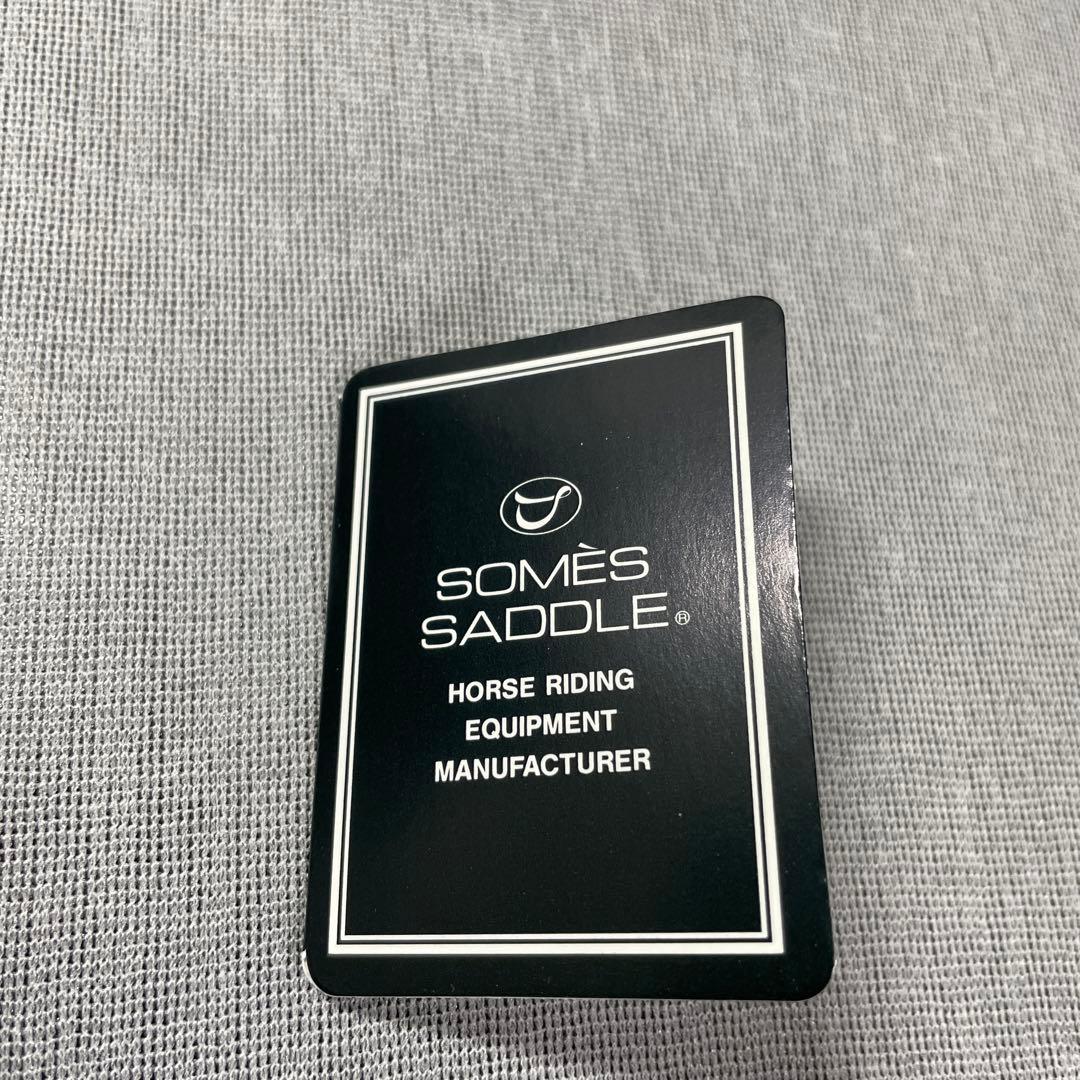 SOMÈS
SADDLE®
HORSE RIDING
EQUIPMENT
MANUFACTURER